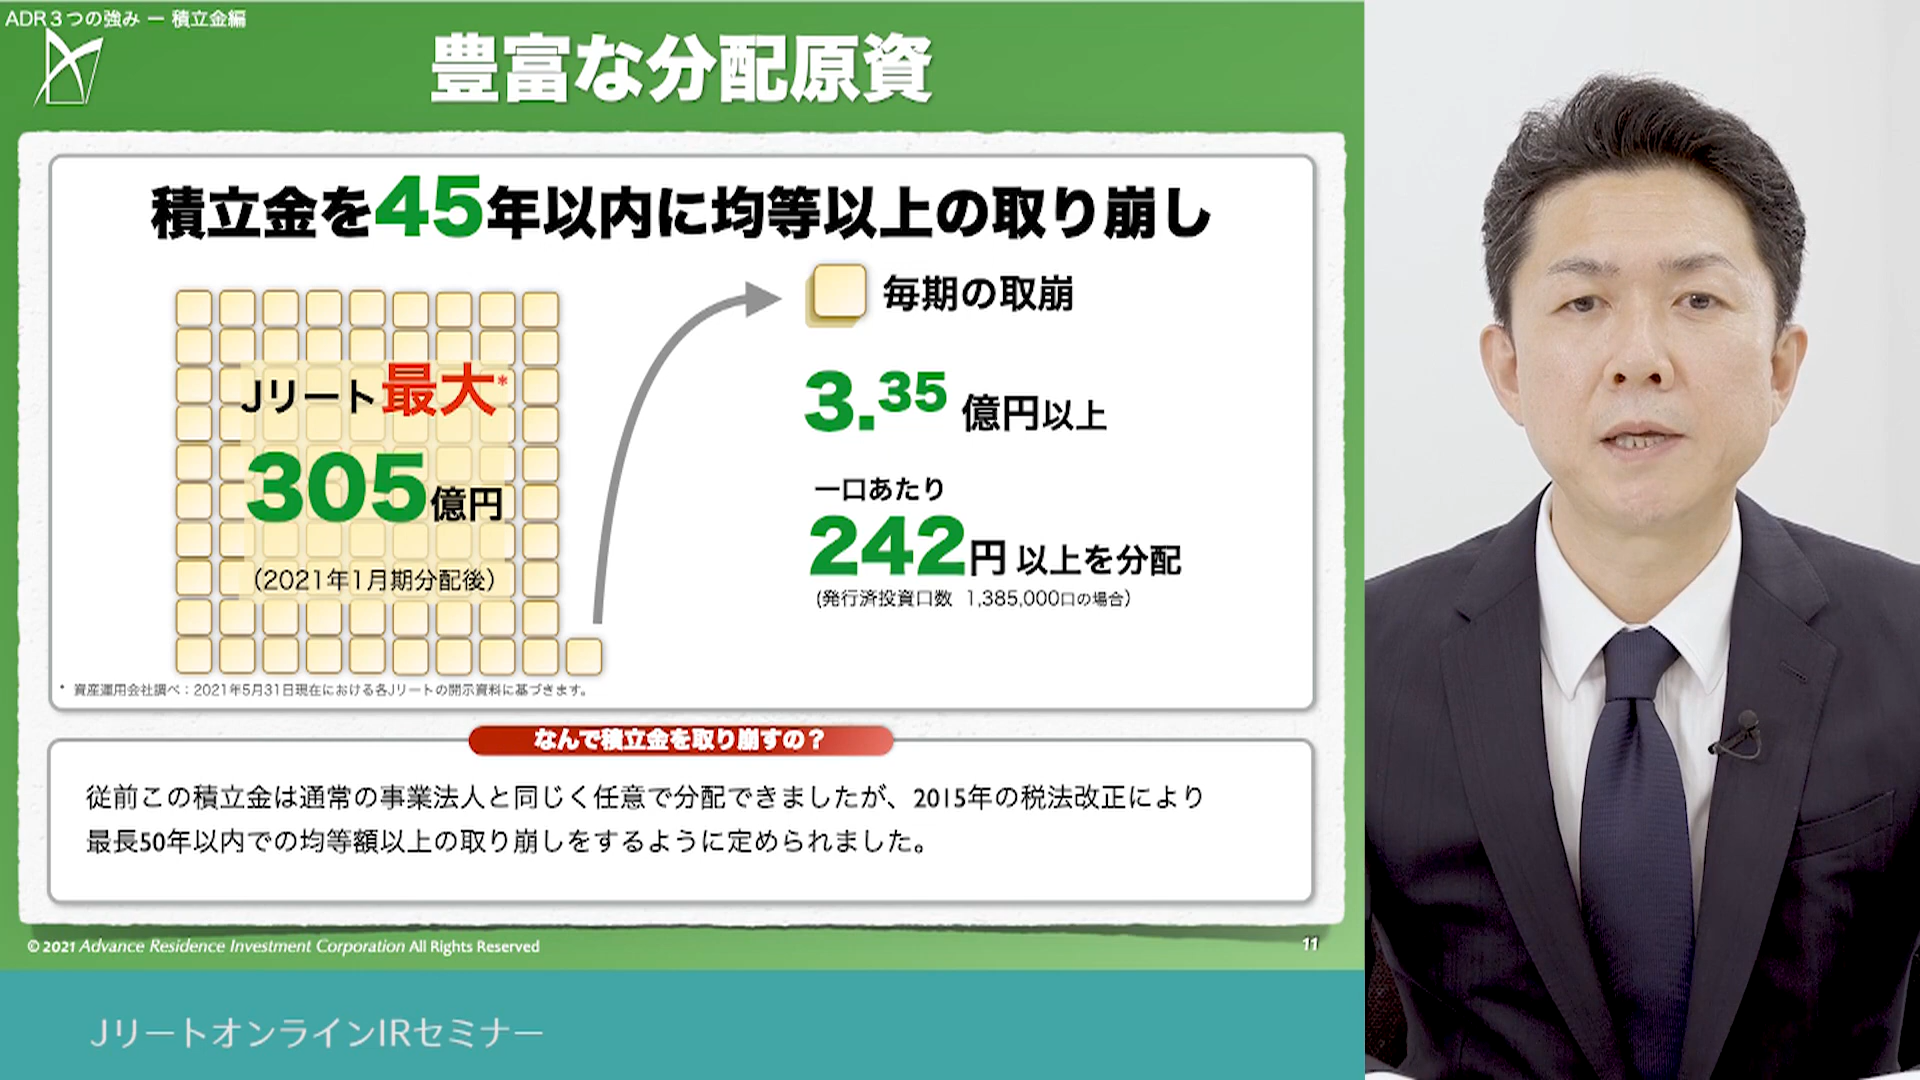 ADR３つの強み ー 積立金編
豊富な分配原資
積立金を45年以内に均等以上の取り崩し
毎期の取崩
Jリート最大*
3.35億円以上
305億円
一口あたり
242円以上を分配
（2021年1月期分配後）
(発行済投資口数 1,385,000口の場合）
* 資産運用会社調べ：2021年5月31日現在における各Jリートの開示資料に基づきます。
なんで積立金を取り崩すの？
従前この積立金は通常の事業法人と同じく任意で分配できましたが、2015年の税法改正により
最長50年以内での均等額以上の取り崩しをするように定められました。
© 2021 Advance Residence Investment Corporation All Rights Reserved
11
JリートオンラインIRセミナー